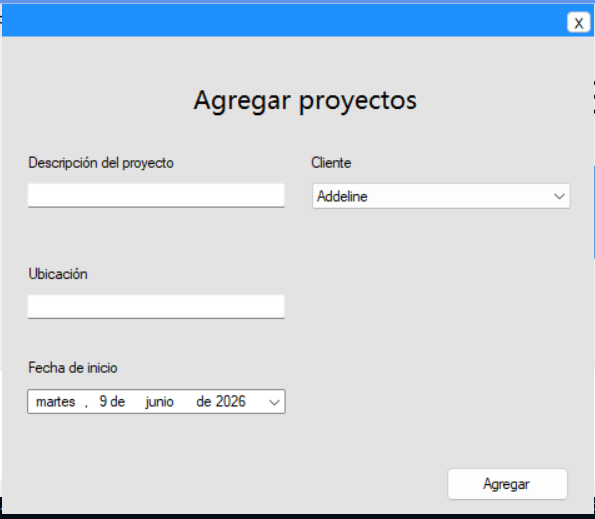 X
Agregar proyectos
Descripción del proyecto
Cliente
Addeline
Ubicación
Fecha de inicio
martes , 9 de junio de 2026
Agregar